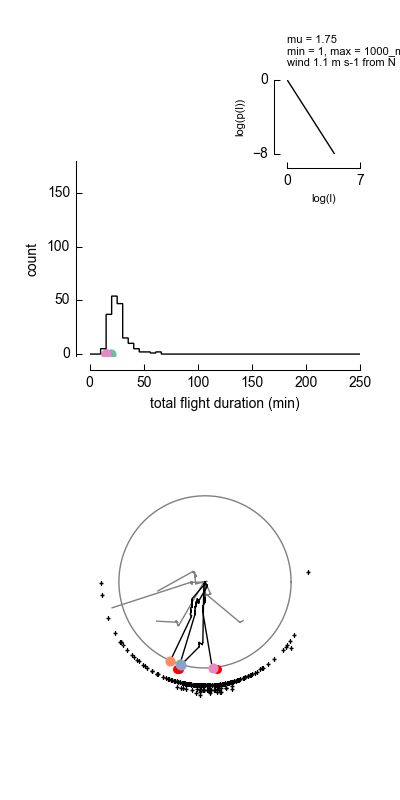 mu = 1.75
min = 1, max = 1000_m
wind 1.1 m s-1 from N
0
log(p(l))
−8
0
7
log(l)
150
100
count
50
0
0
50
100
150
200
250
total flight duration (min)